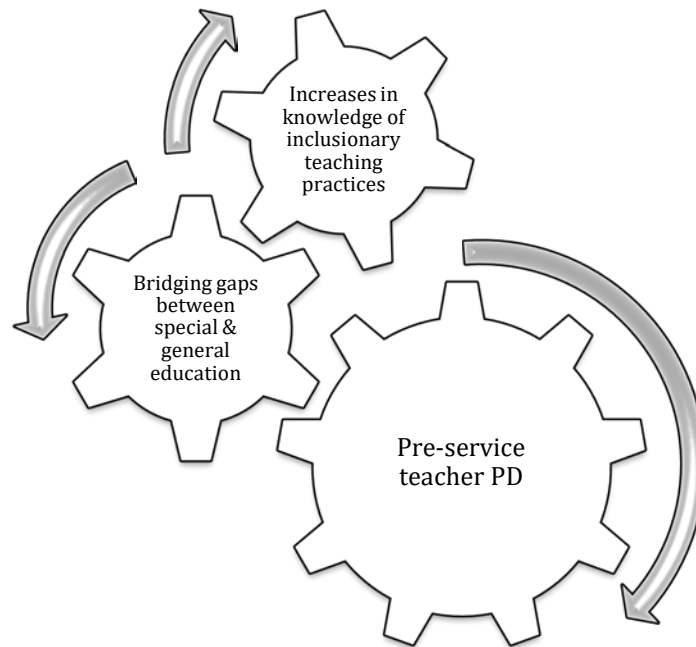 Increases in
knowledge of
inclusionary
teaching
practices
Bridging gaps
between
special &
general
education
Pre-service
teacher PD